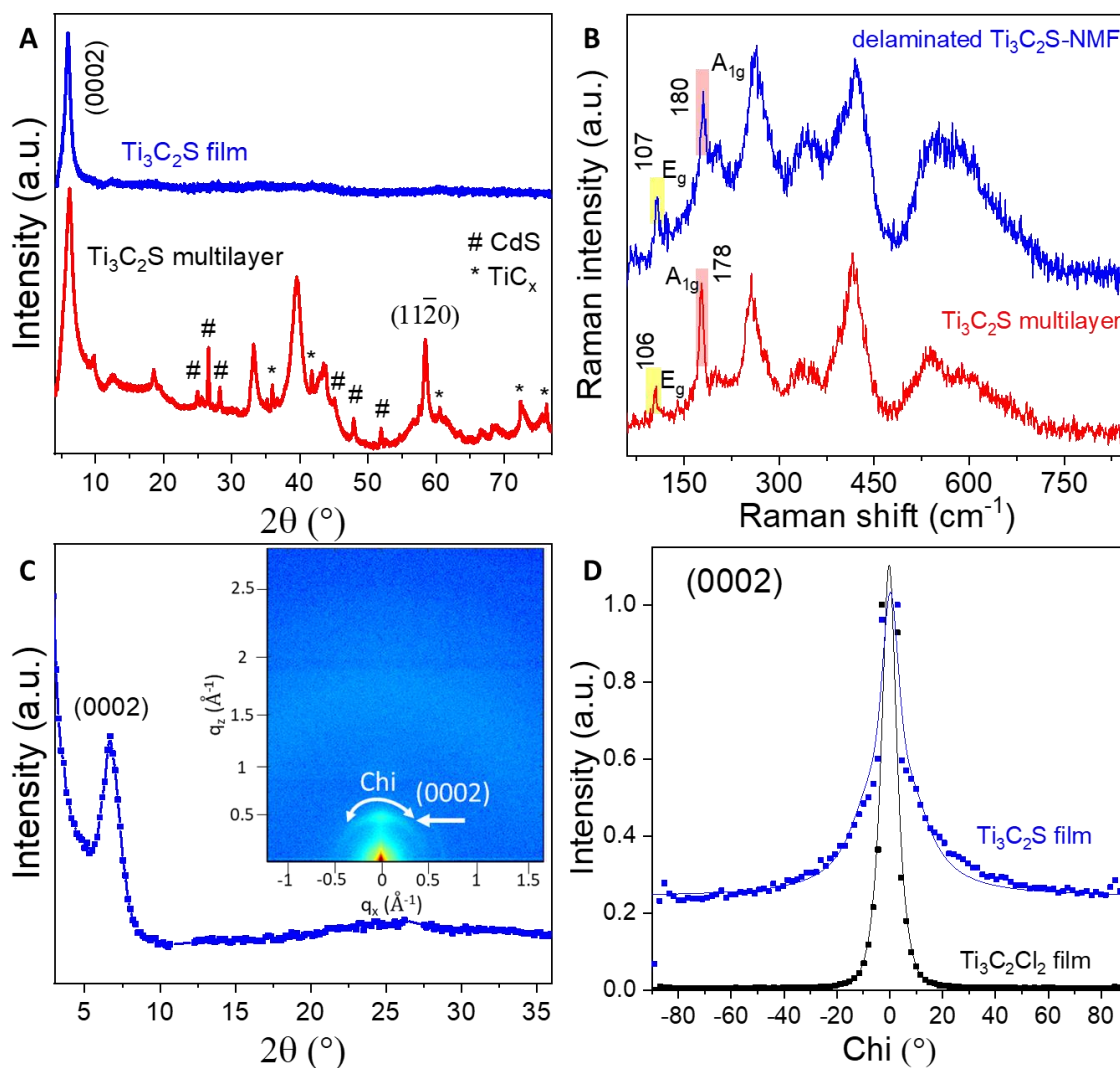 A
(0002)
Ti₃C₂S film
Ti₃C₂S multilayer
# CdS
* TiCₓ
(112̅0)
# # # * * # # # * * *
Intensity (a.u.)
10 20 30 40 50 60 70
2θ (°)
B
delaminated Ti₃C₂S-NMF
A1g
180
107
Eg
A1g
178
Ti₃C₂S multilayer
106
Eg
Raman intensity (a.u.)
150 300 450 600 750
Raman shift (cm⁻¹)
C
(0002)
Intensity (a.u.)
5 10 15 20 25 30 35
2θ (°)
2.5
2
1.5
1
0.5
qz (Å⁻¹)
Chi
(0002)
-1 -0.5 0 0.5 1 1.5
qx (Å⁻¹)
D
(0002)
1.0
0.8
0.6
0.4
0.2
0.0
Intensity (a.u.)
Ti₃C₂S film
Ti₃C₂Cl₂ film
-80 -60 -40 -20 0 20 40 60 80
Chi (°)